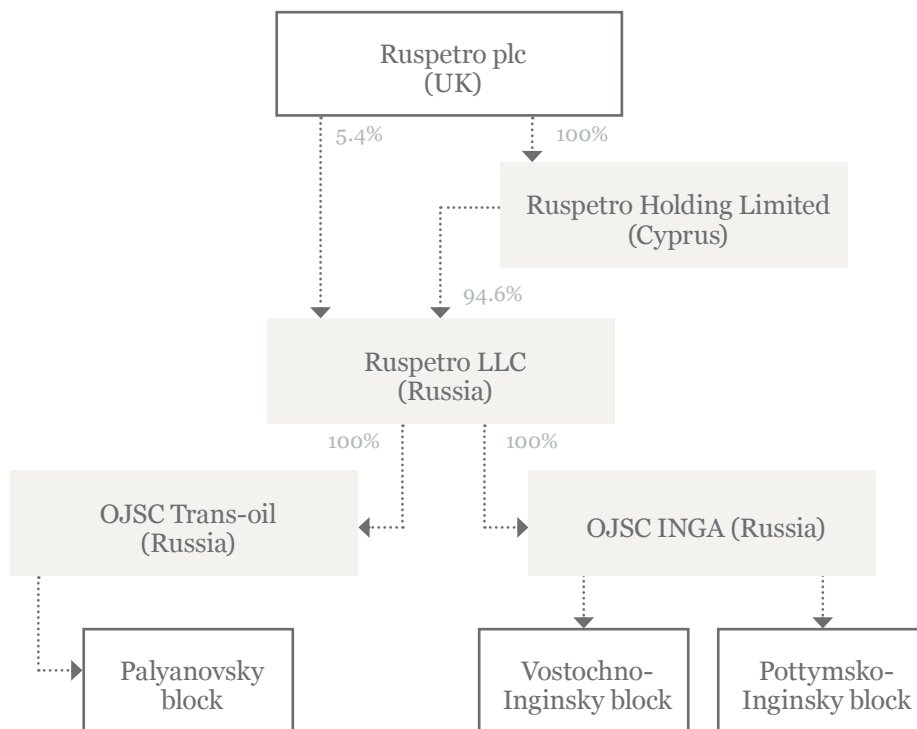 Ruspetro plc
(UK)
5.4%
100%
Ruspetro Holding Limited
(Cyprus)
94.6%
Ruspetro LLC
(Russia)
100%
100%
OJSC Trans-oil
(Russia)
OJSC INGA (Russia)
Palyanovsky
block
Vostochno-
Inginsky block
Pottymsko-
Inginsky block